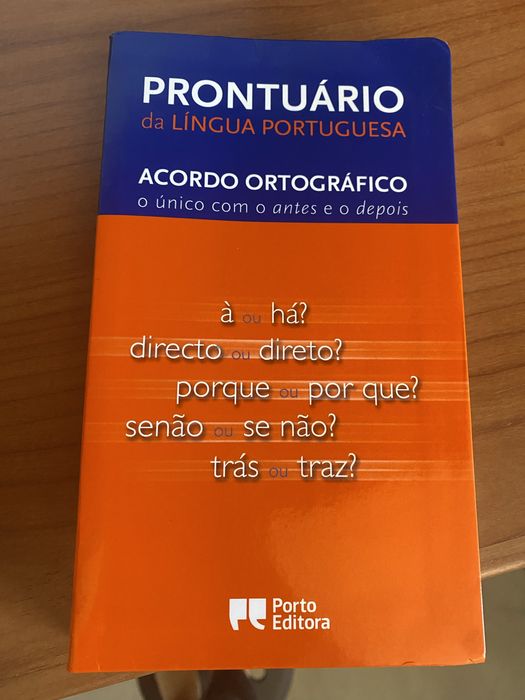 PRONTUÁRIO
da LÍNGUA PORTUGUESA
ACORDO ORTOGRÁFICO
o único com o antes e o depois
à ou há?
directo ou direto?
porque ou por que?
senão ou se não?
trás ou traz?
Porto
Editora